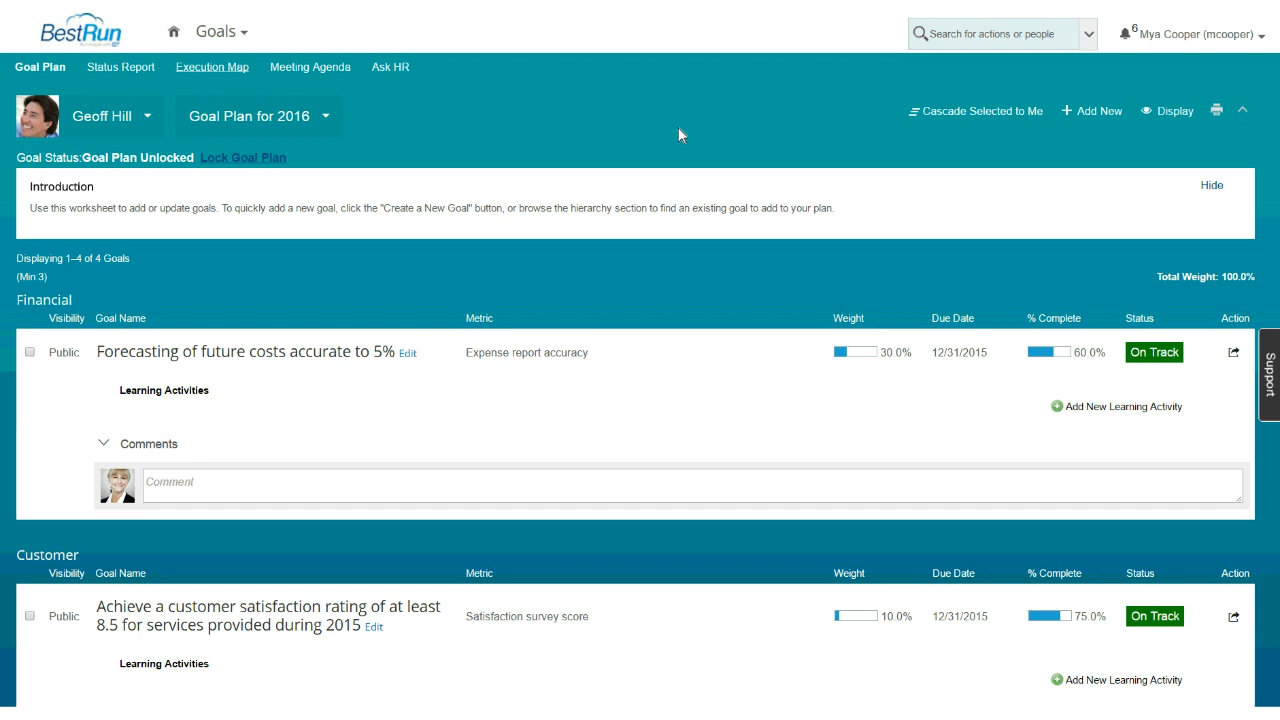 BestRun
Goals
Search for actions or people
6
Mya Cooper (mcooper)
Goal Plan
Status Report
Execution Map
Meeting Agenda
Ask HR
Geoff Hill
Goal Plan for 2016
Cascade Selected to Me
Add New
Display
Goal Status:Goal Plan Unlocked Lock Goal Plan
Introduction
Hide
Use this worksheet to add or update goals. To quickly add a new goal, click the "Create a New Goal" button, or browse the hierarchy section to find an existing goal to add to your plan.
Displaying 1–4 of 4 Goals
(Min:3)
Total Weight: 100.0%
Financial
Visibility Goal Name Metric Weight Due Date % Complete Status Action
Public Forecasting of future costs accurate to 5% Edit Expense report accuracy 30.0% 12/31/2015 60.0% On Track
Learning Activities
Add New Learning Activity
Comments
Comment
Support
Customer
Visibility Goal Name Metric Weight Due Date % Complete Status Action
Public Achieve a customer satisfaction rating of at least
8.5 for services provided during 2015 Edit Satisfaction survey score 10.0% 12/31/2015 75.0% On Track
Learning Activities
Add New Learning Activity